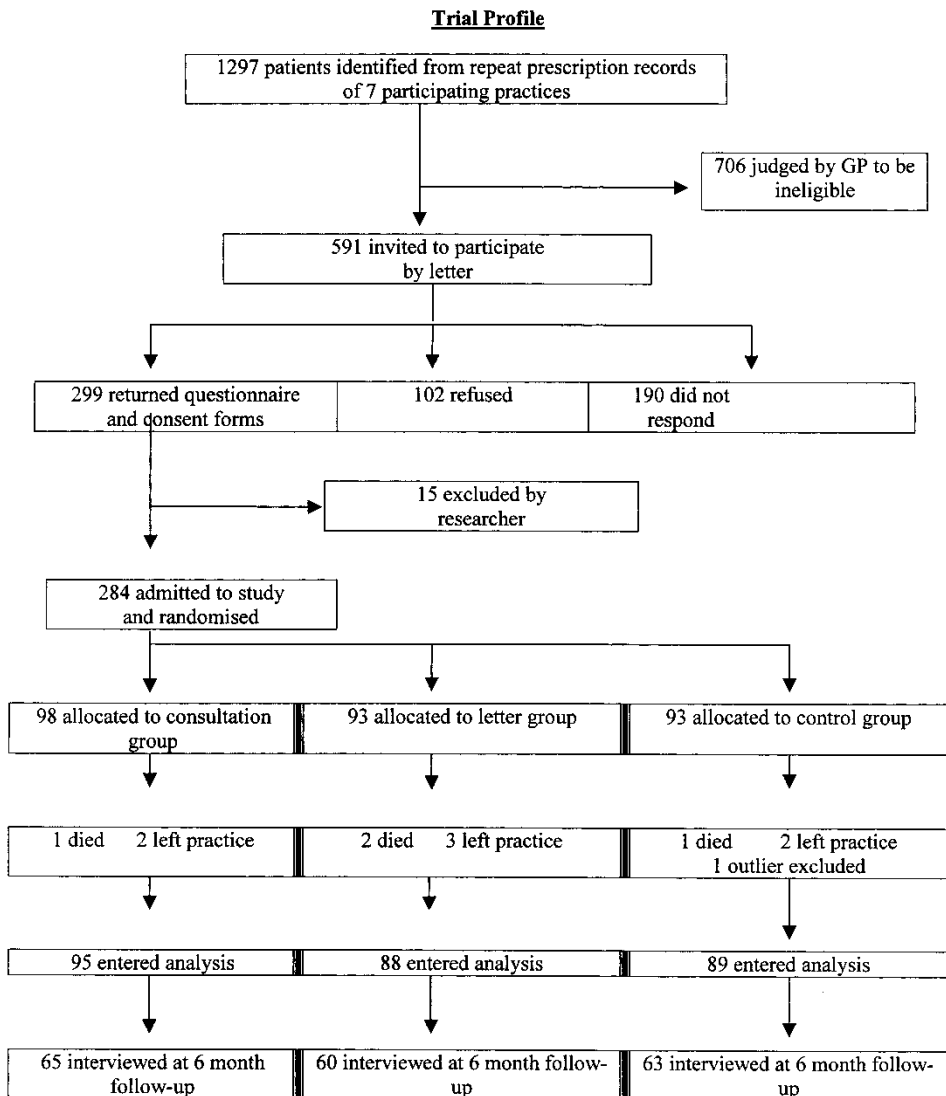 Trial Profile
1297 patients identified from repeat prescription records
of 7 participating practices
706 judged by GP to be
ineligible
591 invited to participate
by letter
299 returned questionnaire
and consent forms
102 refused
190 did not
respond
15 excluded by
researcher
284 admitted to study
and randomised
98 allocated to consultation
group
93 allocated to letter group
93 allocated to control group
1 died 2 left practice
2 died 3 left practice
1 died 2 left practice
1 outlier excluded
95 entered analysis
88 entered analysis
89 entered analysis
65 interviewed at 6 month
follow-up
60 interviewed at 6 month follow-
up
63 interviewed at 6 month follow-
up